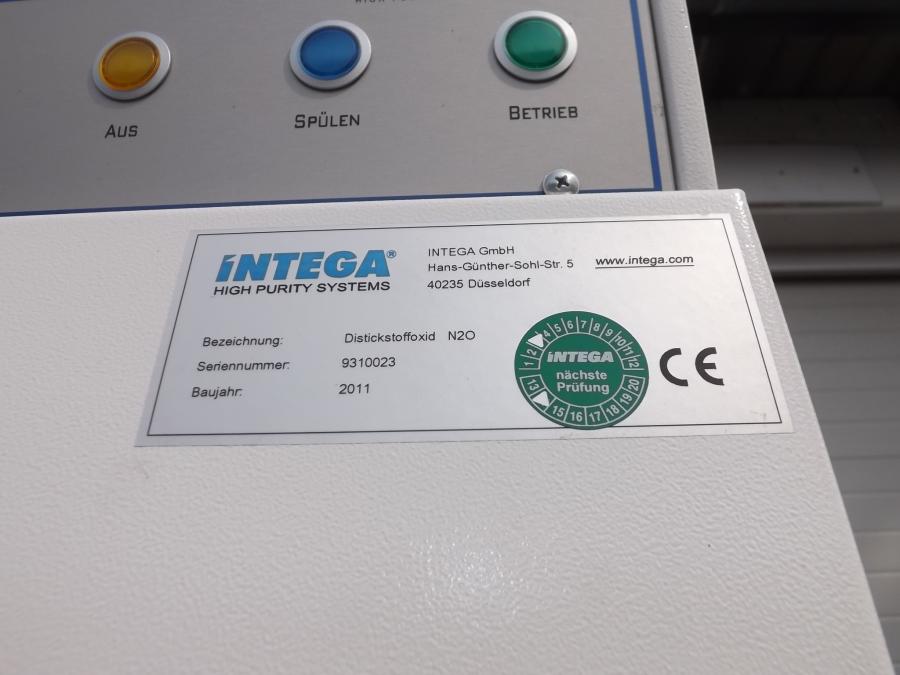 AUS
SPÜLEN
BETRIEB
INTEGA®
HIGH PURITY SYSTEMS
INTEGA GmbH
Hans-Günther-Sohl-Str. 5
40235 Düsseldorf
www.intega.com
Bezeichnung: Distickstoffoxid N2O
Seriennummer: 9310023
Baujahr: 2011
1 2 4 5 6 7 8 9 10 11 12
INTEGA
nächste
Prüfung
13 15 16 17 18 19 20
CE